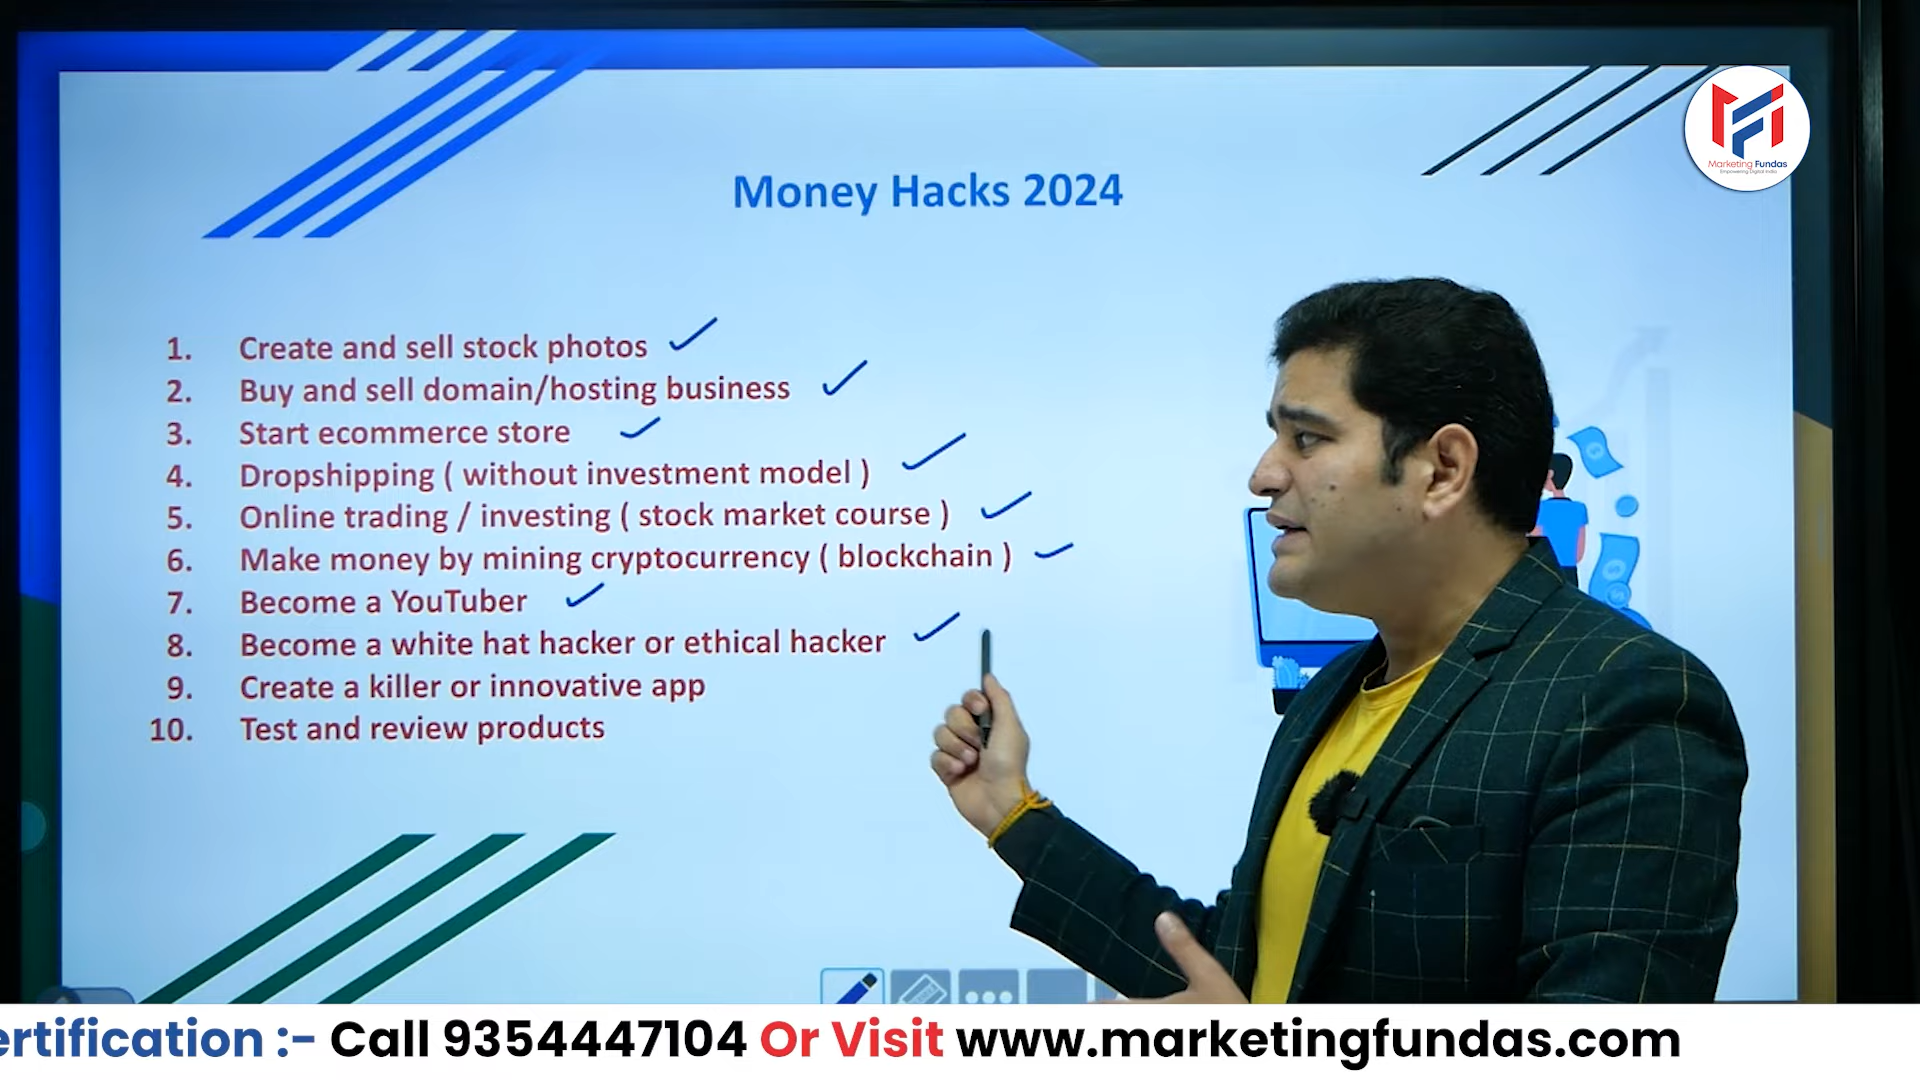 Marketing Fundas
Empowering Digital India
Money Hacks 2024
1. Create and sell stock photos
2. Buy and sell domain/hosting business
3. Start ecommerce store
4. Dropshipping ( without investment model )
5. Online trading / investing ( stock market course )
6. Make money by mining cryptocurrency ( blockchain )
7. Become a YouTuber
8. Become a white hat hacker or ethical hacker
9. Create a killer or innovative app
10. Test and review products
ertification :- Call 9354447104 Or Visit www.marketingfundas.com